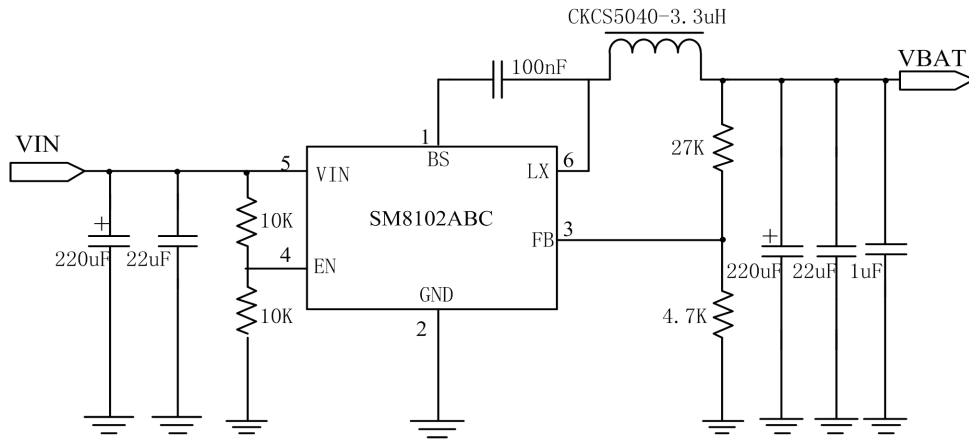 CKCS5040-3.3uH
100nF
VBAT
VIN
1
BS
5
VIN
6
LX
27K
10K
SM8102ABC
3
FB
+
220uF
22uF
4
EN
10K
GND
2
4.7K
+
220uF
22uF
1uF